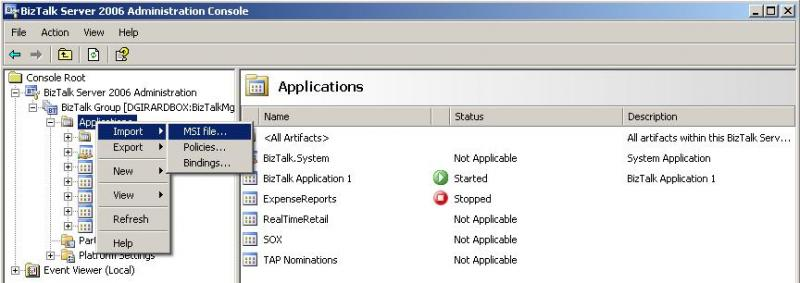 BizTalk Server 2006 Administration Console
File Action View Help
Console Root
BizTalk Server 2006 Administration
BizTalk Group [DGIRARDBOX:BizTalkMg
Applications
Import
Export
New
View
Refresh
Help
MSI file...
Policies...
Bindings...
Platform Settings
Event Viewer (Local)
Applications
Name Status Description
<All Artifacts> All artifacts within this BizTalk Serv...
BizTalk.System Not Applicable System Application
BizTalk Application 1 Started BizTalk Application 1
ExpenseReports Stopped
RealTimeRetail Not Applicable
SOX Not Applicable
TAP Nominations Not Applicable